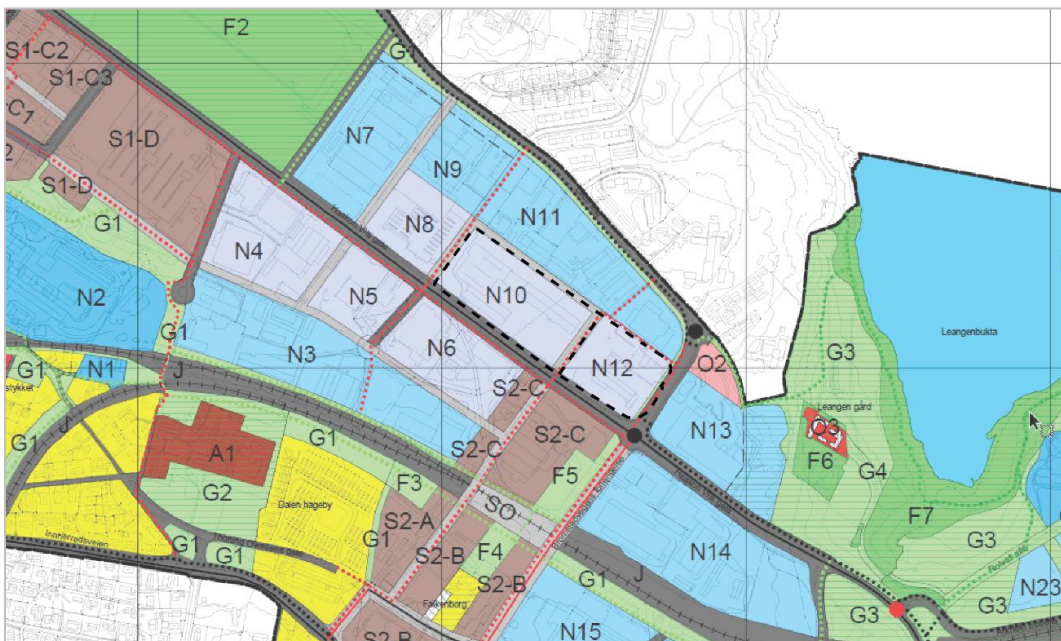 F2
G1
S1-C2
S1-C3
S1-D
N7
N9
S1-D
G1
N8
N11
N4
N10
N5
N2
G1
N3
N6
N12
O2
Leangenbukta
G3
Leangen gård
O3
F6
G4
G1
N1
J
S2-C
S2-C
S2-C
N13
A1
G1
G2
Dalen hageby
F3
F5
S2-A
SO
G1
F7
G3
S2-B
F4
S2-B
Falkenborg
N14
G1
J
Innherredsveien
G1
G1
G3
G3
N23
S2-B
N15